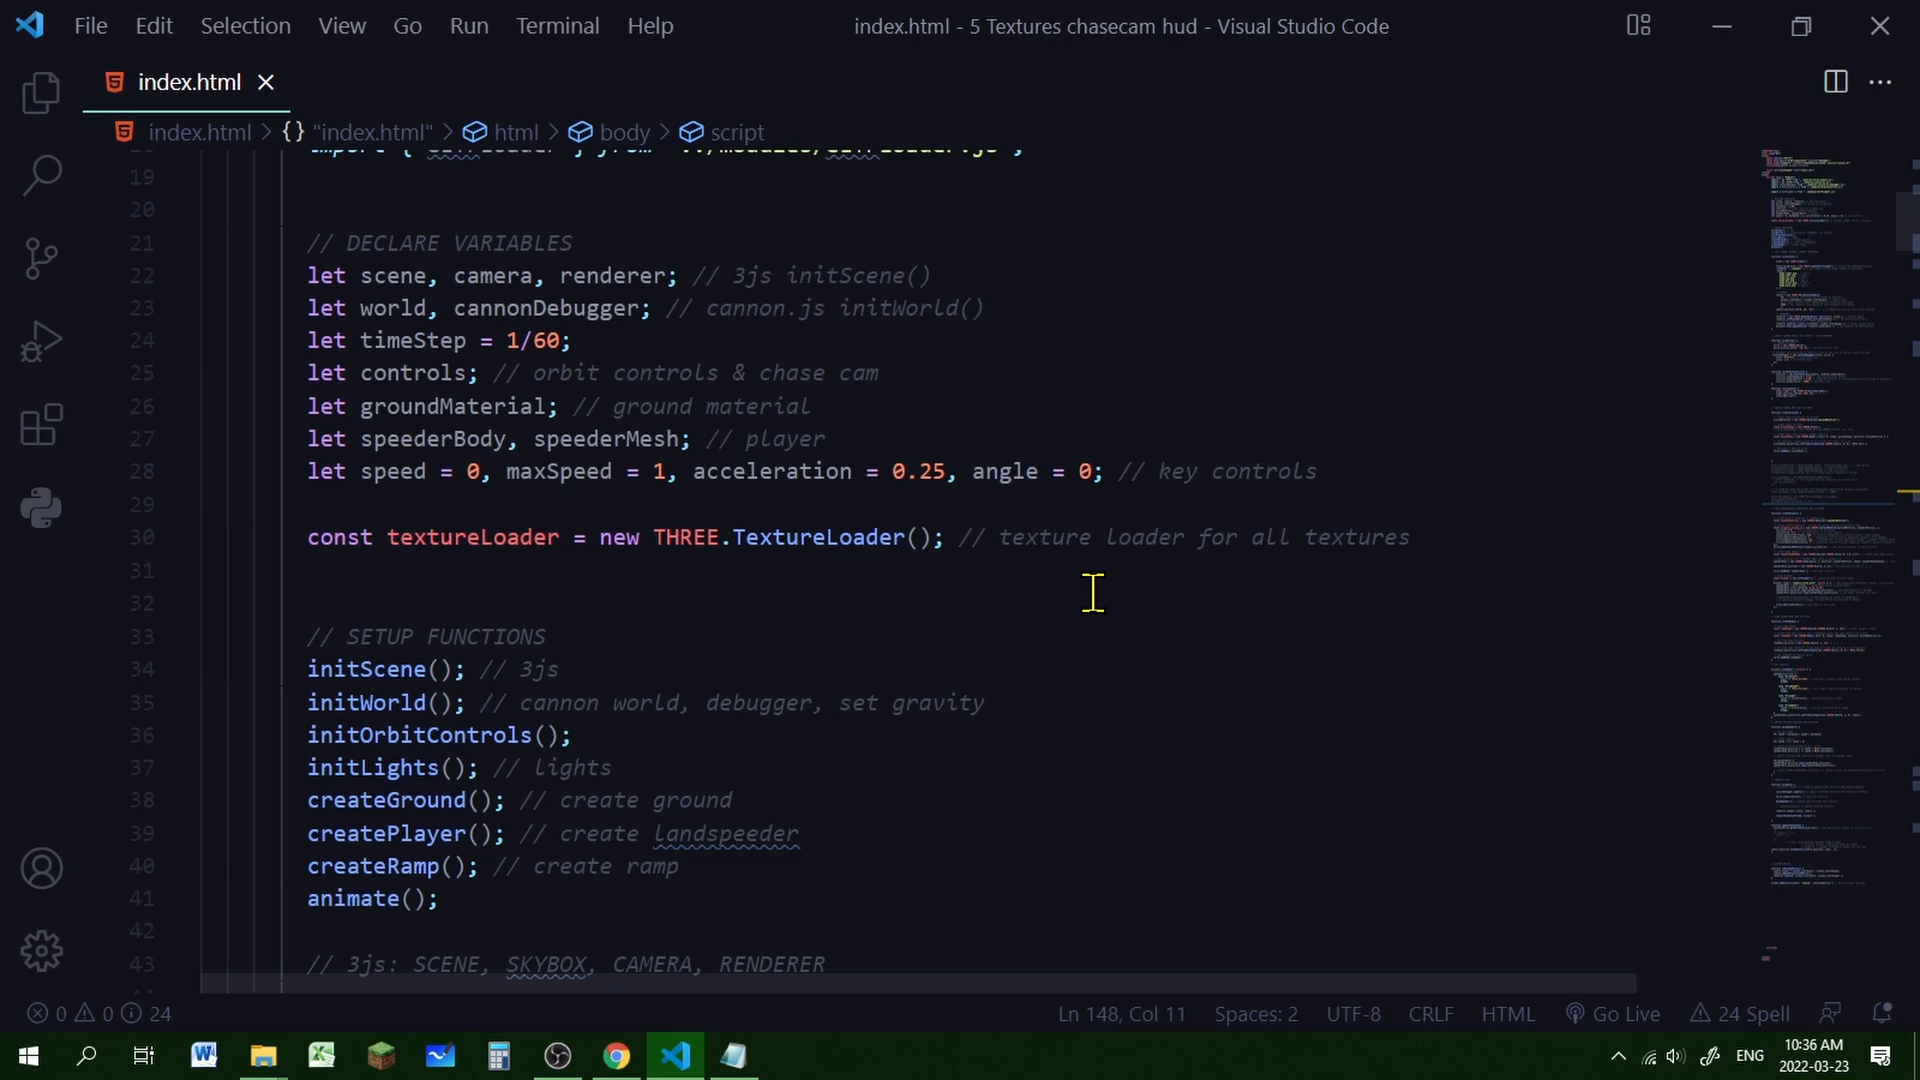 File Edit Selection View Go Run Terminal Help index.html - 5 Textures chasecam hud - Visual Studio Code
index.html
index.html > {} "index.html" > html > body > script
19
20
21 // DECLARE VARIABLES
22 let scene, camera, renderer; // 3js initScene()
23 let world, cannonDebugger; // cannon.js initWorld()
24 let timeStep = 1/60;
25 let controls; // orbit controls & chase cam
26 let groundMaterial; // ground material
27 let speederBody, speederMesh; // player
28 let speed = 0, maxSpeed = 1, acceleration = 0.25, angle = 0; // key controls
29
30 const textureLoader = new THREE.TextureLoader(); // texture loader for all textures
31
32
33 // SETUP FUNCTIONS
34 initScene(); // 3js
35 initWorld(); // cannon world, debugger, set gravity
36 initOrbitControls();
37 initLights(); // lights
38 createGround(); // create ground
39 createPlayer(); // create landspeeder
40 createRamp(); // create ramp
41 animate();
42
43 // 3js: SCENE, SKYBOX, CAMERA, RENDERER
0 0 24 Ln 148, Col 11 Spaces: 2 UTF-8 CRLF HTML Go Live 24 Spell
ENG 10:36 AM
2022-03-23